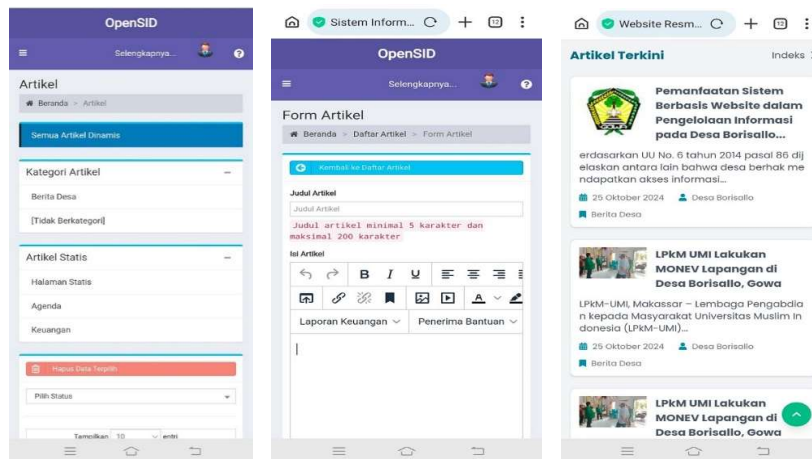 OpenSID
Selengkapnya...
Artikel
Beranda > Artikel
Semua Artikel Dinamis
Kategori Artikel
Berita Desa
[Tidak Berkategori]
Artikel Statis
Halaman Statis
Agenda
Keuangan
Hapus Data Terpilih
Pilih Status
Tampilkan 10 entri
Sistem Inform...
12
OpenSID
Selengkapnya...
Form Artikel
Beranda > Daftar Artikel > Form Artikel
Kembali ke Daftar Artikel
Judul Artikel
Judul Artikel
Judul artikel minimal 5 karakter dan
maksimal 200 karakter
Isi Artikel
B I U
A
Laporan Keuangan
Penerima Bantuan
Website Resm...
12
Artikel Terkini
Indeks
Pemanfaatan Sistem
Berbasis Website dalam
Pengelolaan Informasi
pada Desa Borisallo...
erdasarkan UU No. 6 tahun 2014 pasal 86 dij
elaskan antara lain bahwa desa berhak me
ndapatkan akses informasi...
25 Oktober 2024 Desa Borisallo
Berita Desa
LPkM UMI Lakukan
MONEV Lapangan di
Desa Borisallo, Gowa
LPkM-UMI, Makassar – Lembaga Pengabdia
n kepada Masyarakat Universitas Muslim In
donesia (LPkM-UMI)...
25 Oktober 2024 Desa Borisallo
Berita Desa
LPkM UMI Lakukan
MONEV Lapangan di
Desa Borisallo, Gowa